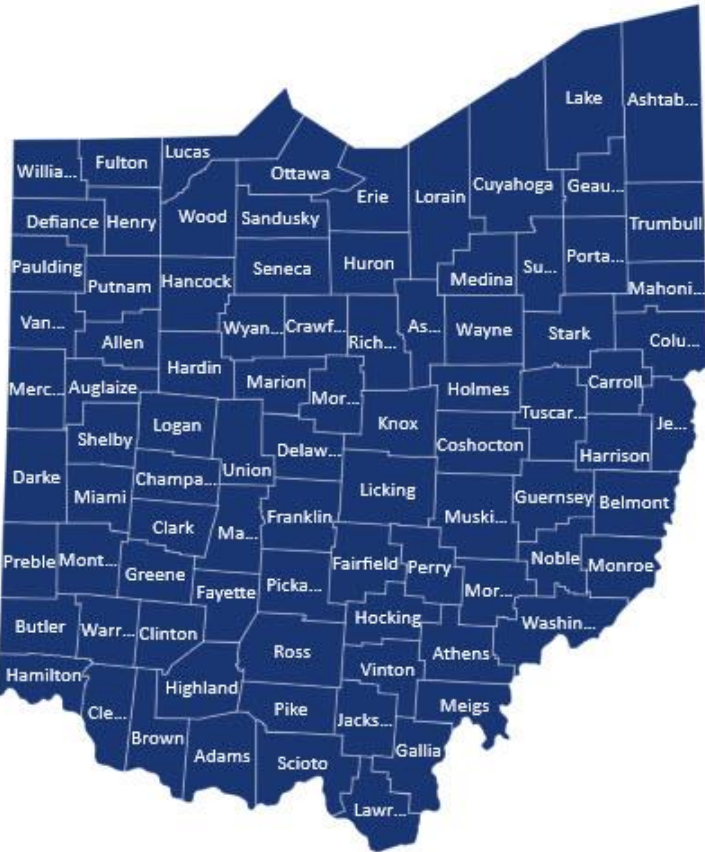 Lake
Ashtab...
Lucas
Willia...
Fulton
Ottawa
Cuyahoga
Geau...
Erie
Lorain
Defiance
Henry
Wood
Sandusky
Trumbull
Paulding
Putnam
Hancock
Seneca
Huron
Medina
Su...
Porta...
Mahoni...
Van...
Allen
Wyan...
Crawf...
Rich...
As...
Wayne
Stark
Colu...
Merc...
Auglaize
Hardin
Marion
Mor...
Holmes
Carroll
Tuscar...
Je...
Shelby
Logan
Knox
Coshocton
Harrison
Darke
Miami
Champa...
Union
Delaw...
Licking
Guernsey
Belmont
Clark
Ma...
Franklin
Muski...
Preble
Mont...
Greene
Fayette
Picka...
Fairfield
Perry
Mor...
Noble
Monroe
Butler
Warr...
Clinton
Hocking
Washin...
Ross
Vinton
Athens
Hamilton
Highland
Cle...
Brown
Adams
Pike
Jacks...
Meigs
Scioto
Gallia
Lawr...